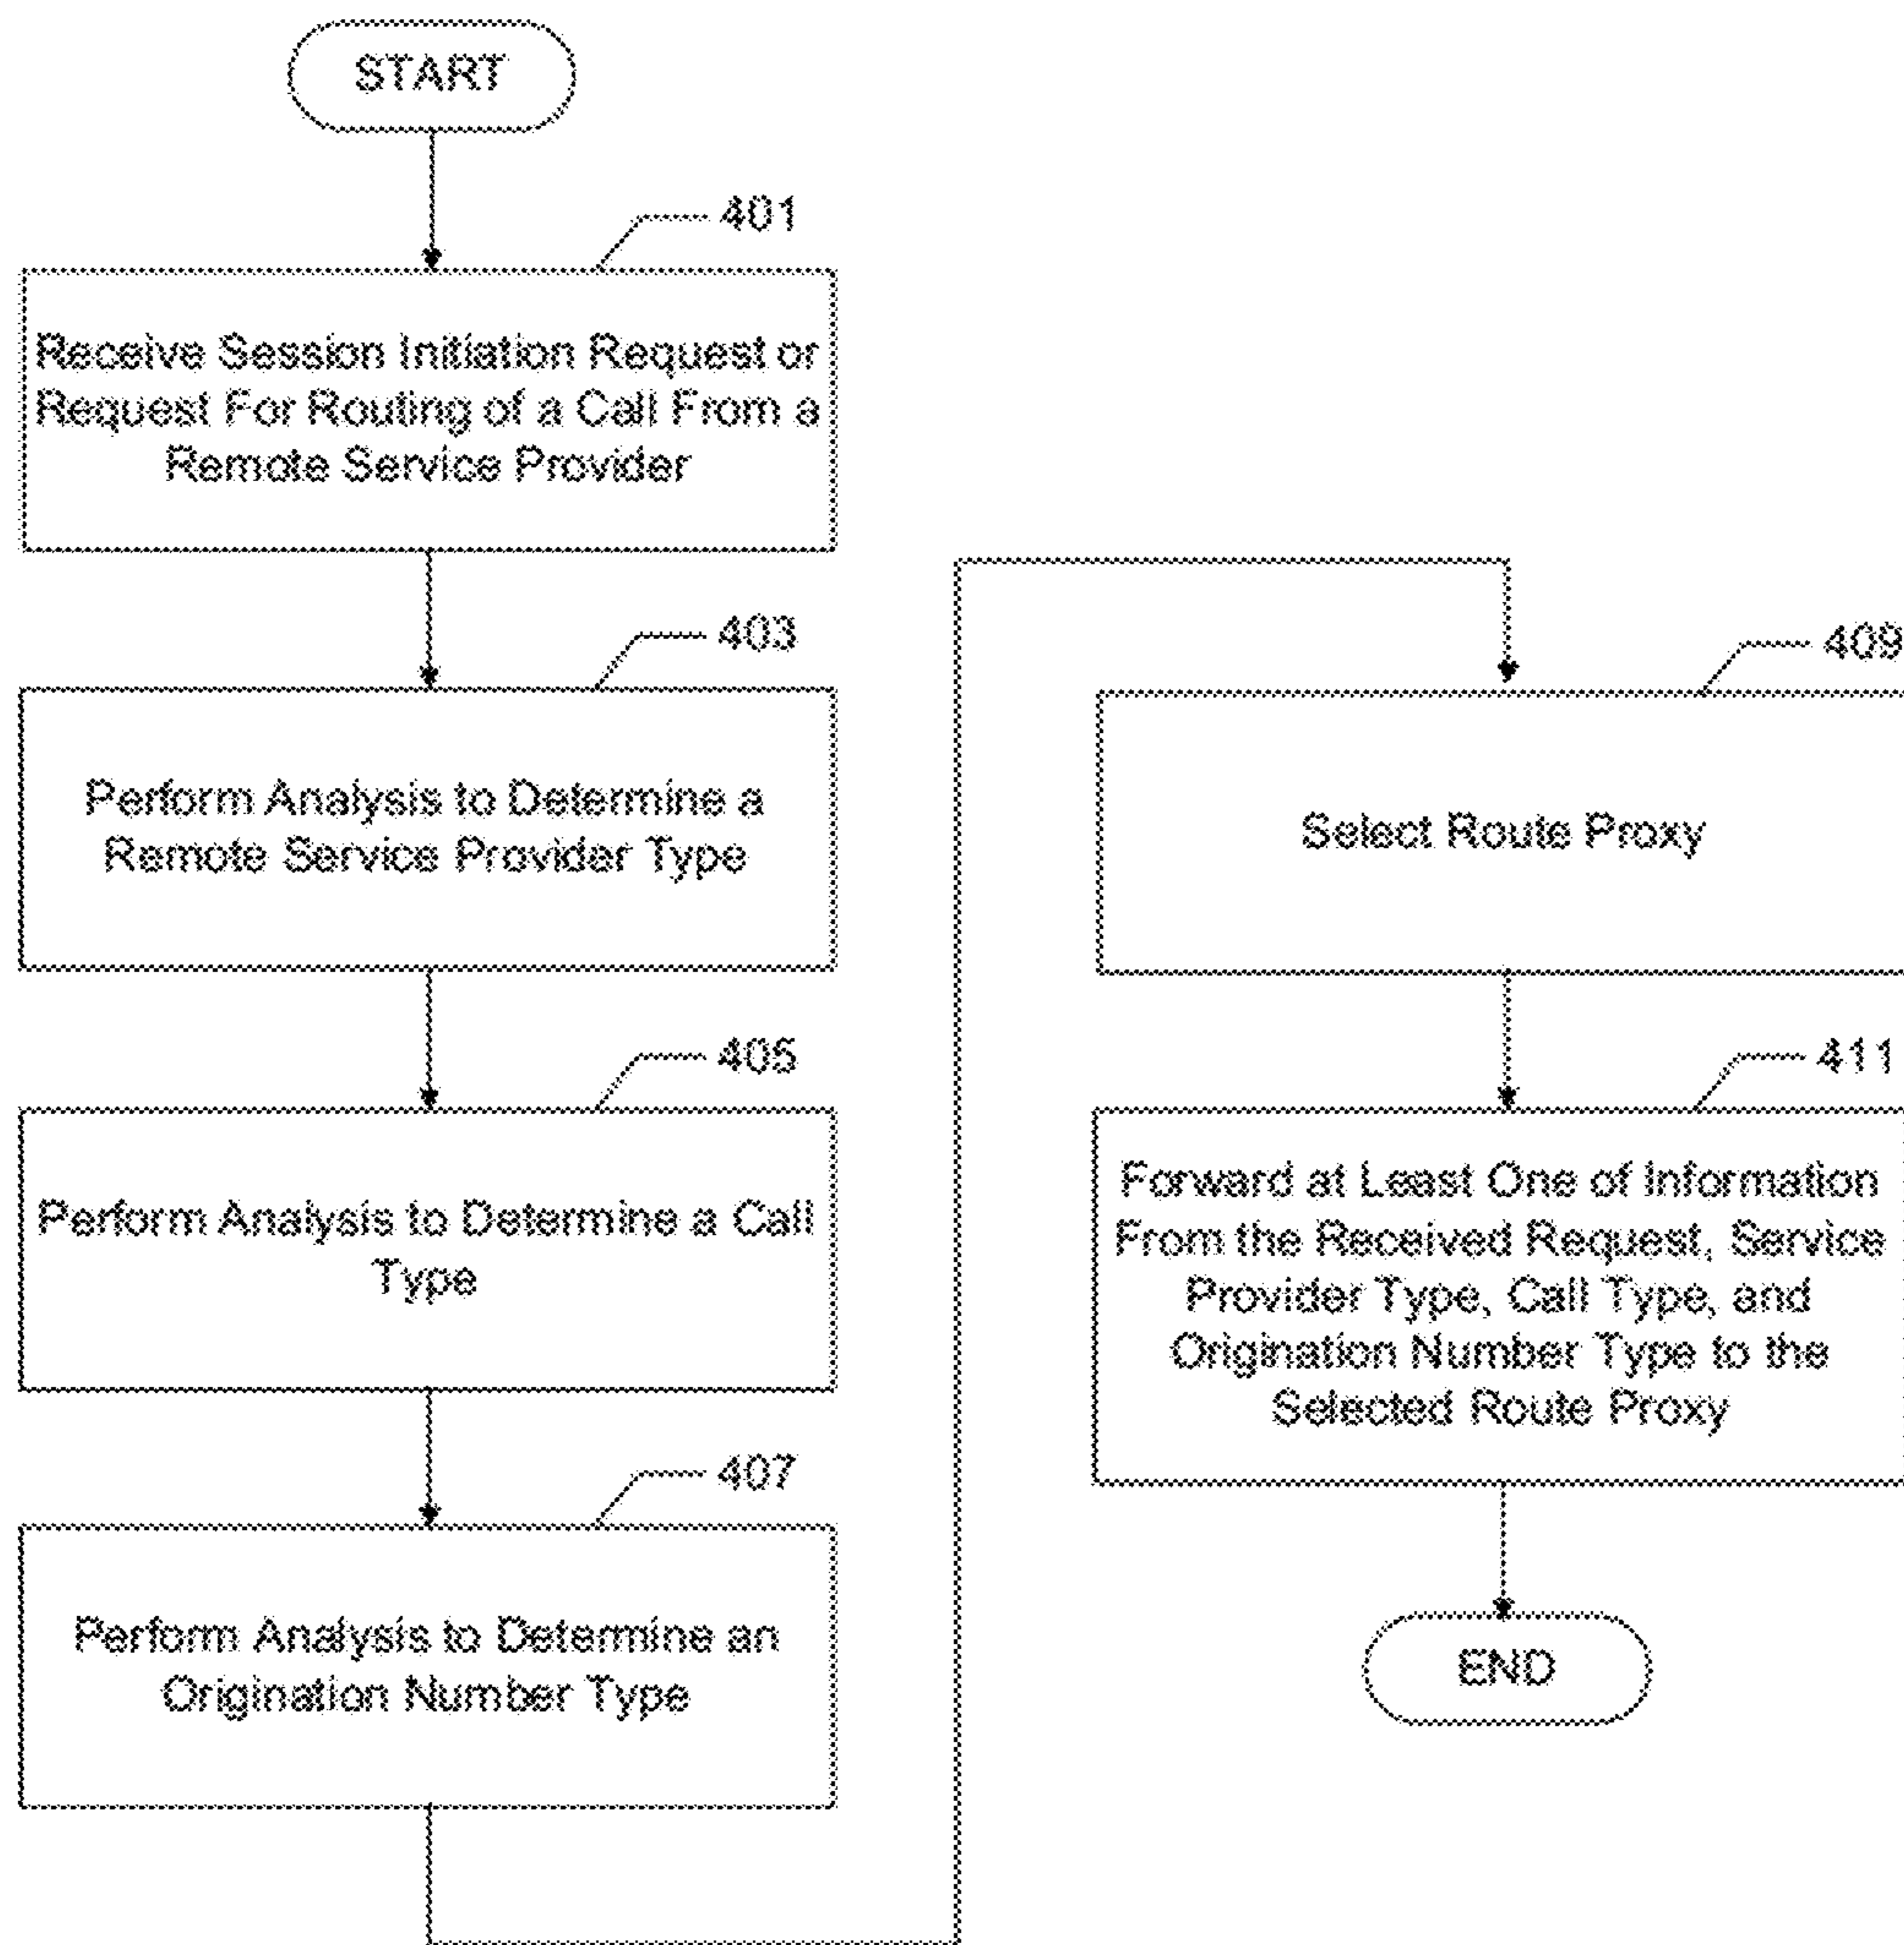 START
401
Receive Session Initiation Request or
Request For Routing of a Call From a
Remote Service Provider
403
Perform Analysis to Determine a
Remote Service Provider Type
405
Perform Analysis to Determine a Call
Type
407
Perform Analysis to Determine an
Origination Number Type
409
Select Route Proxy
411
Forward at Least One of Information
From the Received Request, Service
Provider Type, Call Type, and
Origination Number Type to the
Selected Route Proxy
END